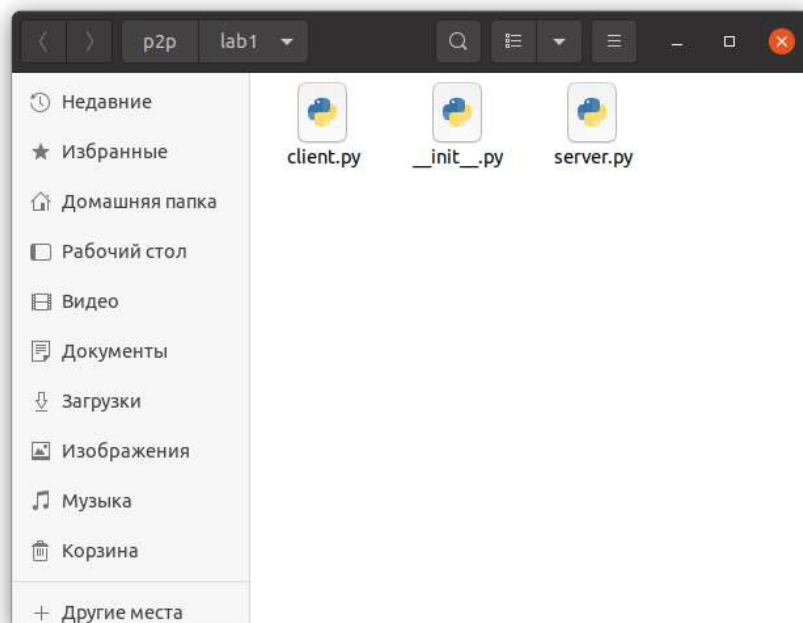 p2p lab1
Недавние
Избранные
Домашняя папка
Рабочий стол
Видео
Документы
Загрузки
Изображения
Музыка
Корзина
Другие места
client.py __init__.py server.py